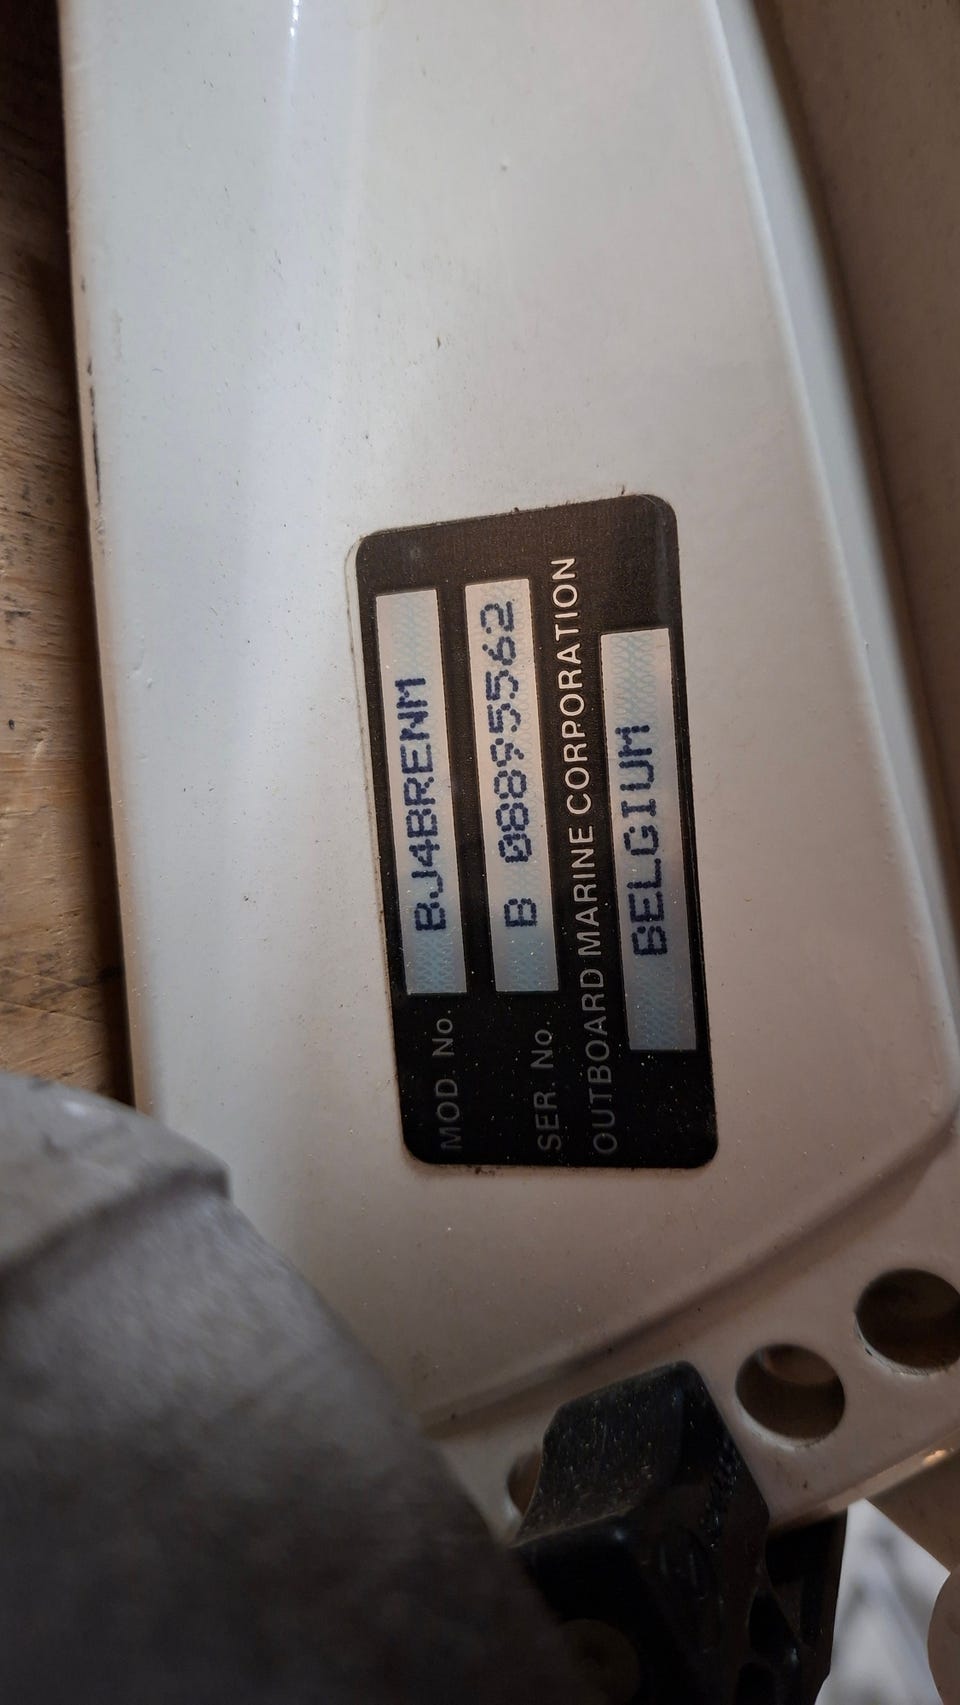 MOD. No. BJ4BRENM
SER. No. B 08895562
OUTBOARD MARINE CORPORATION
BELGIUM